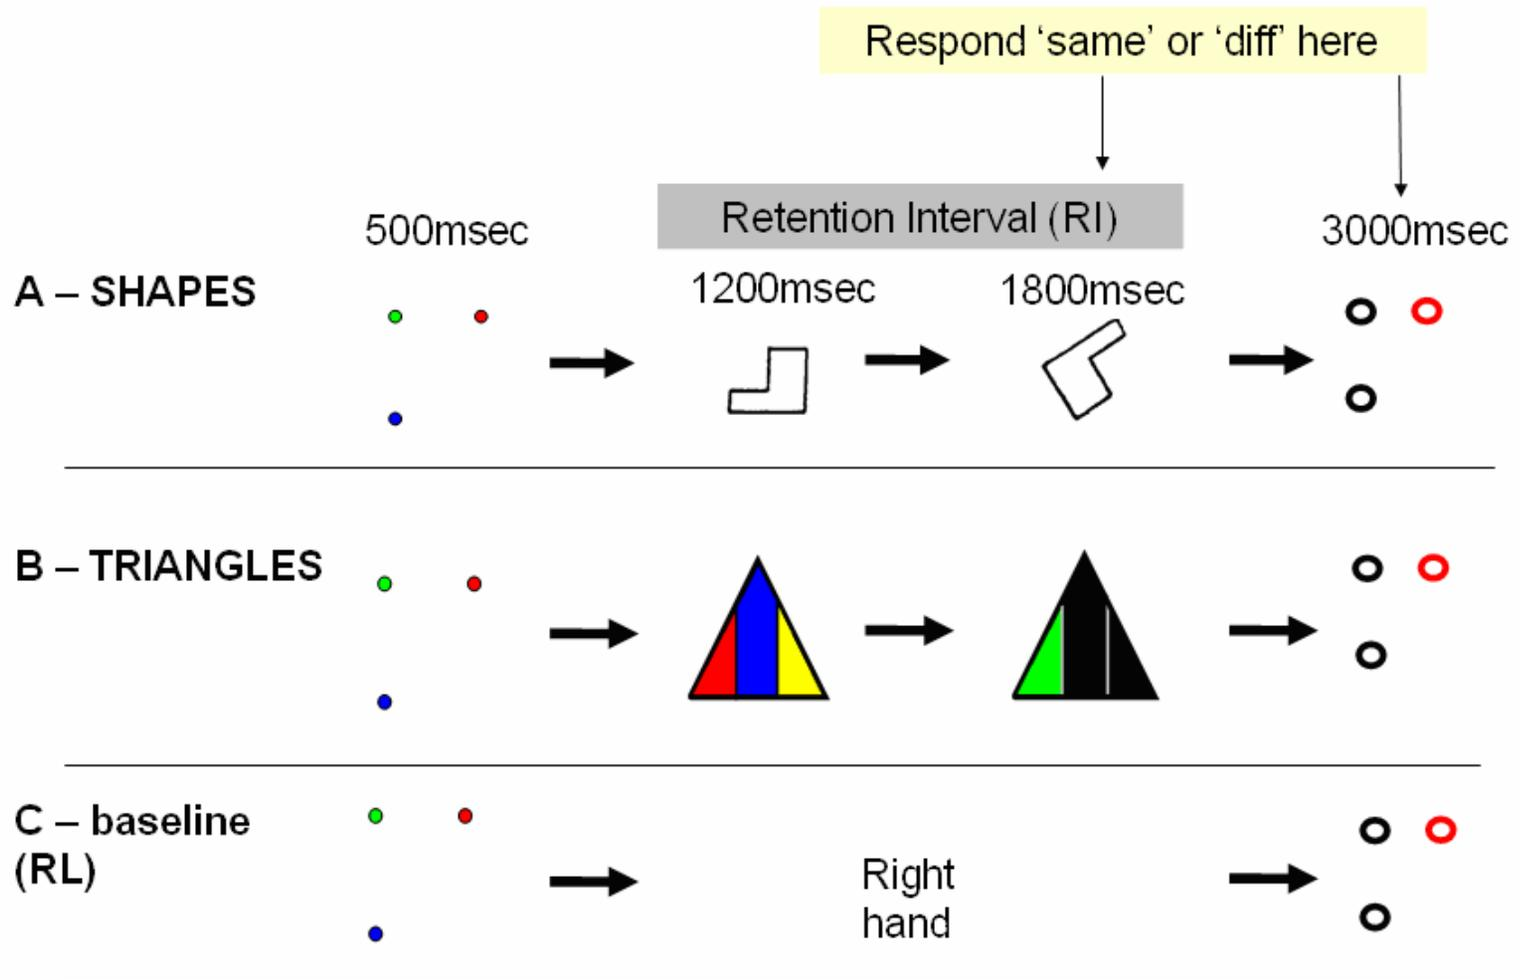 Respond ‘same’ or ‘diff’ here
500msec
Retention Interval (RI)
3000msec
A – SHAPES
1200msec
1800msec
B – TRIANGLES
C – baseline
(RL)
Right
hand